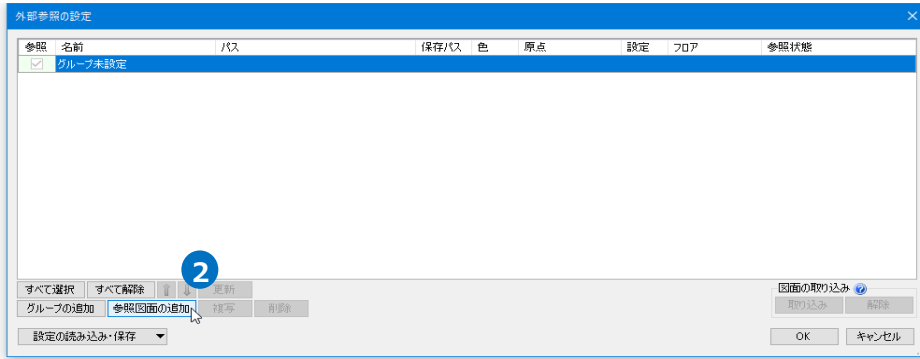 外部参照の設定
参照 名前 パス 保存パス 色 原点 設定 フロア 参照状態
グループ未設定
2
すべて選択 すべて解除 更新
図面の取り込み
グループの追加 参照図面の追加 複写 削除
取り込み 解除
設定の読み込み・保存 OK キャンセル